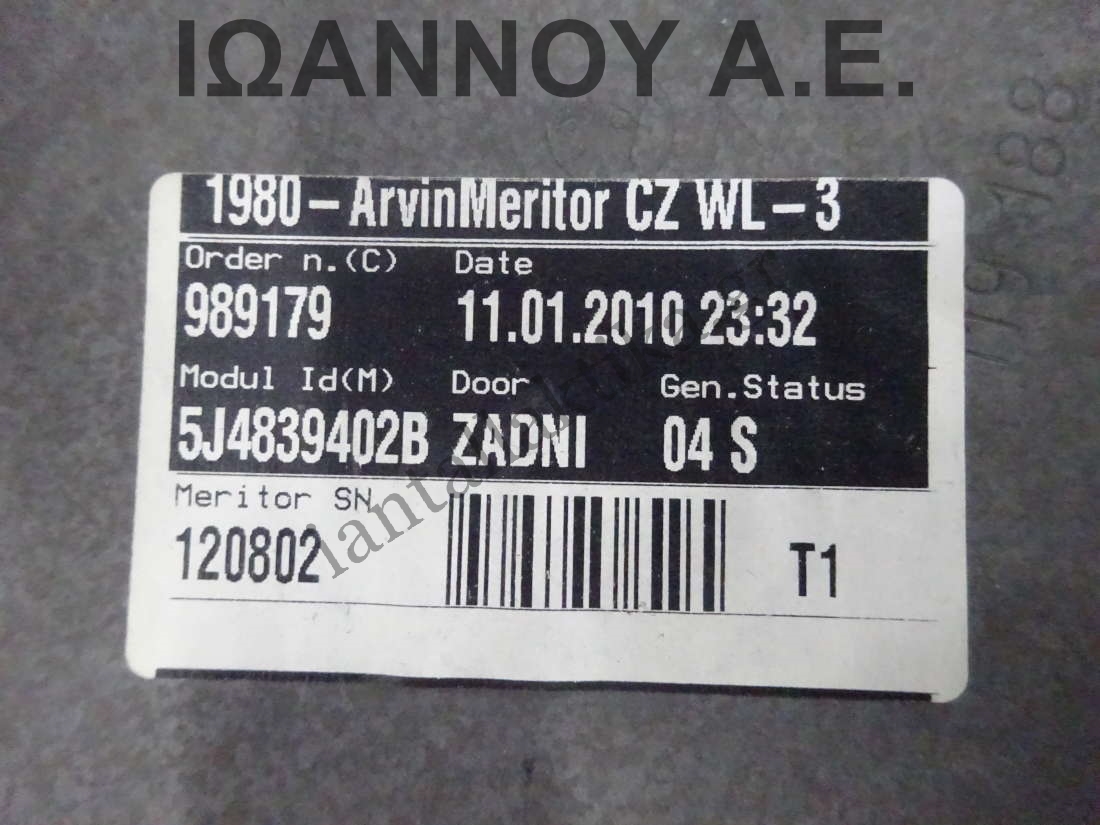 ΙΩΑΝΝΟΥ Α.Ε.
1980-ArvinMeritor CZ WL-3
Order n.(C) Date
989179 11.01.2010 23:32
Modul Id(M) Door Gen.Status
5J4839402B ZADNI 04 S
Meritor SN
120802 T1